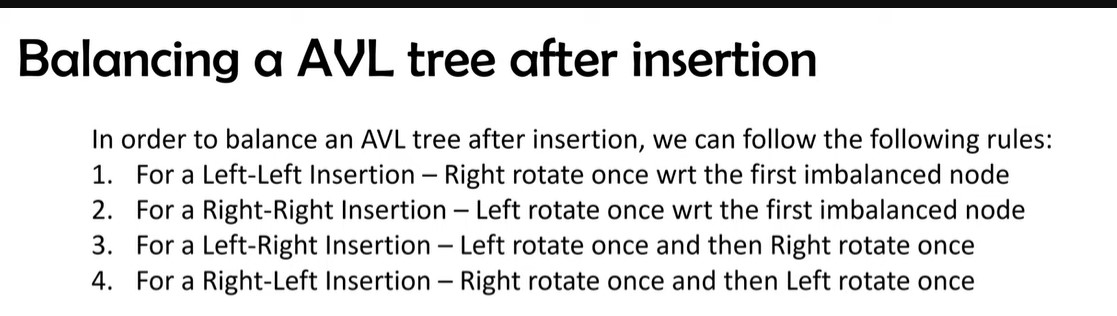 Balancing a AVL tree after insertion
In order to balance an AVL tree after insertion, we can follow the following rules:
1. For a Left-Left Insertion – Right rotate once wrt the first imbalanced node
2. For a Right-Right Insertion – Left rotate once wrt the first imbalanced node
3. For a Left-Right Insertion – Left rotate once and then Right rotate once
4. For a Right-Left Insertion – Right rotate once and then Left rotate once